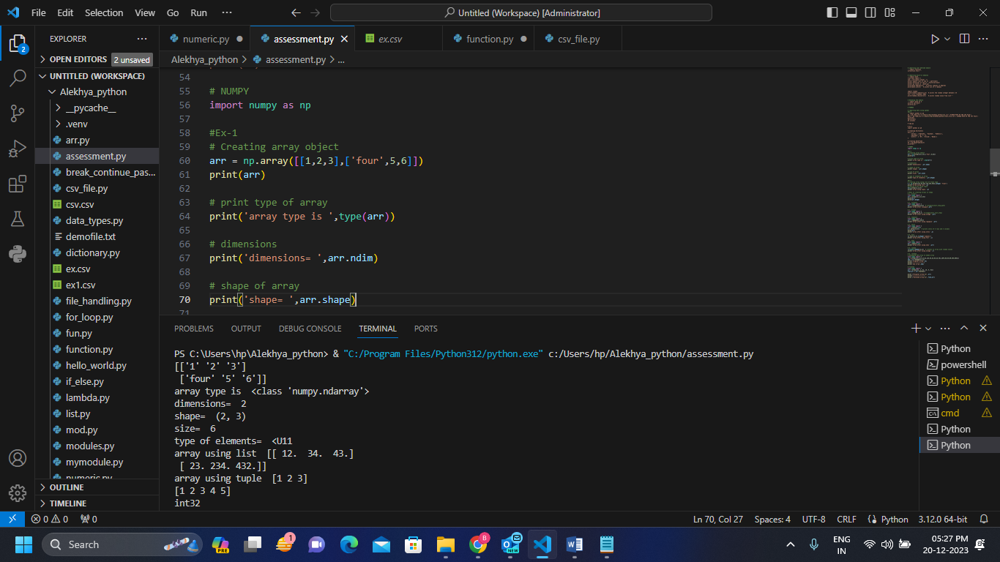 File Edit Selection View Go Run ···
Untitled (Workspace) [Administrator]
EXPLORER ···
numeric.py
assessment.py
ex.csv
function.py
csv_file.py
OPEN EDITORS 2 unsaved
Alekhya_python > assessment.py > ...
UNTITLED (WORKSPACE)
Alekhya_python
__pycache__
.venv
arr.py
assessment.py
break_continue_pas...
csv_file.py
csv.csv
data_types.py
demofile.txt
dictionary.py
ex.csv
ex1.csv
file_handling.py
for_loop.py
fun.py
function.py
hello_world.py
if_else.py
lambda.py
list.py
mod.py
modules.py
mymodule.py
numeric.py
OUTLINE
TIMELINE
2
54
55 # NUMPY
56 import numpy as np
57
58 #Ex-1
59 # Creating array object
60 arr = np.array([[1,2,3],['four',5,6]])
61 print(arr)
62
63 # print type of array
64 print('array type is ',type(arr))
65
66 # dimensions
67 print('dimensions= ',arr.ndim)
68
69 # shape of array
70 print('shape= ',arr.shape)
71
PROBLEMS OUTPUT DEBUG CONSOLE TERMINAL PORTS
PS C:\Users\hp\Alekhya_python> & "C:/Program Files/Python312/python.exe" c:/Users/hp/Alekhya_python/assessment.py
[['1' '2' '3']
['four' '5' '6']]
array type is  <class 'numpy.ndarray'>
dimensions=  2
shape=  (2, 3)
size=  6
type of elements=  <U11
array using list  [[ 12.  34.  43.]
[ 23. 234. 432.]]
array using tuple  [1 2 3]
[1 2 3 4 5]
int32
Python
powershell
Python
Python
cmd
Python
Python
0 0 0
Ln 70, Col 27 Spaces: 4 UTF-8 CRLF Python 3.12.0 64-bit
Search
PRE
1
B
NEW
ENG
IN
05:27 PM
20-12-2023